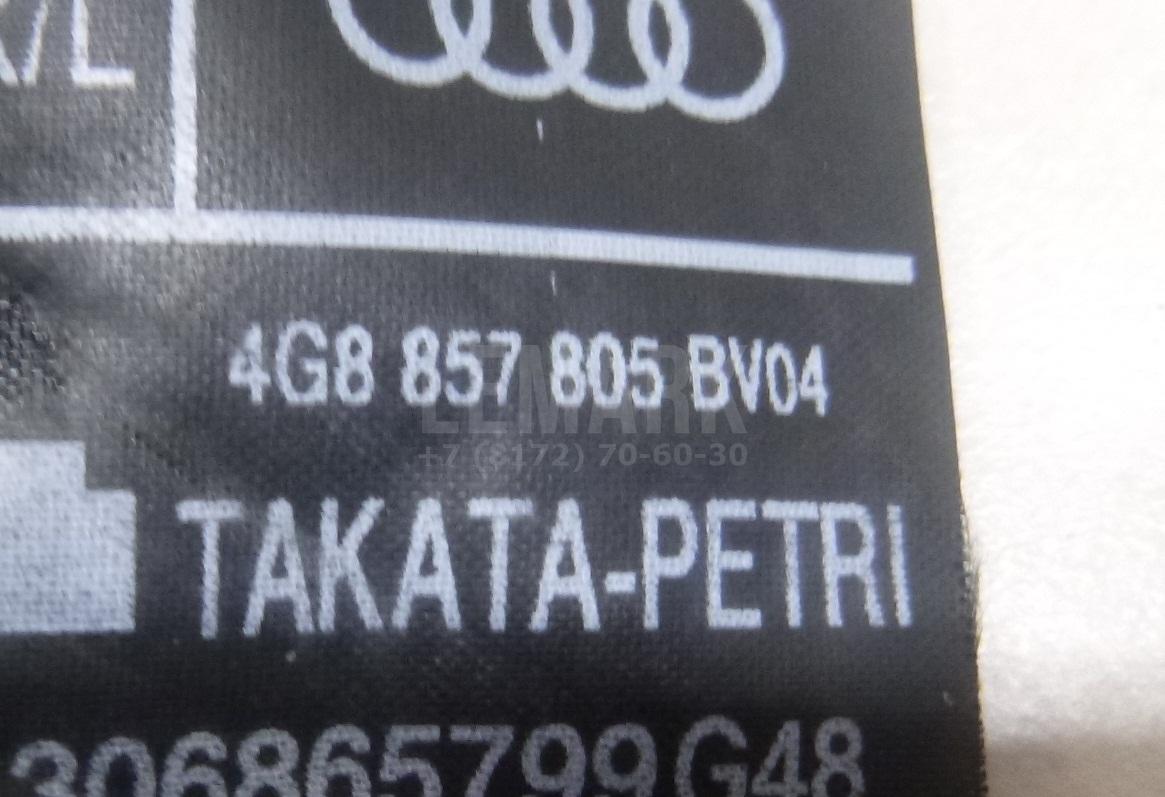 4G8 857 805 BV04
LEMARK
+7 (8172) 70-60-30
TAKATA-PETRI
306865799G48